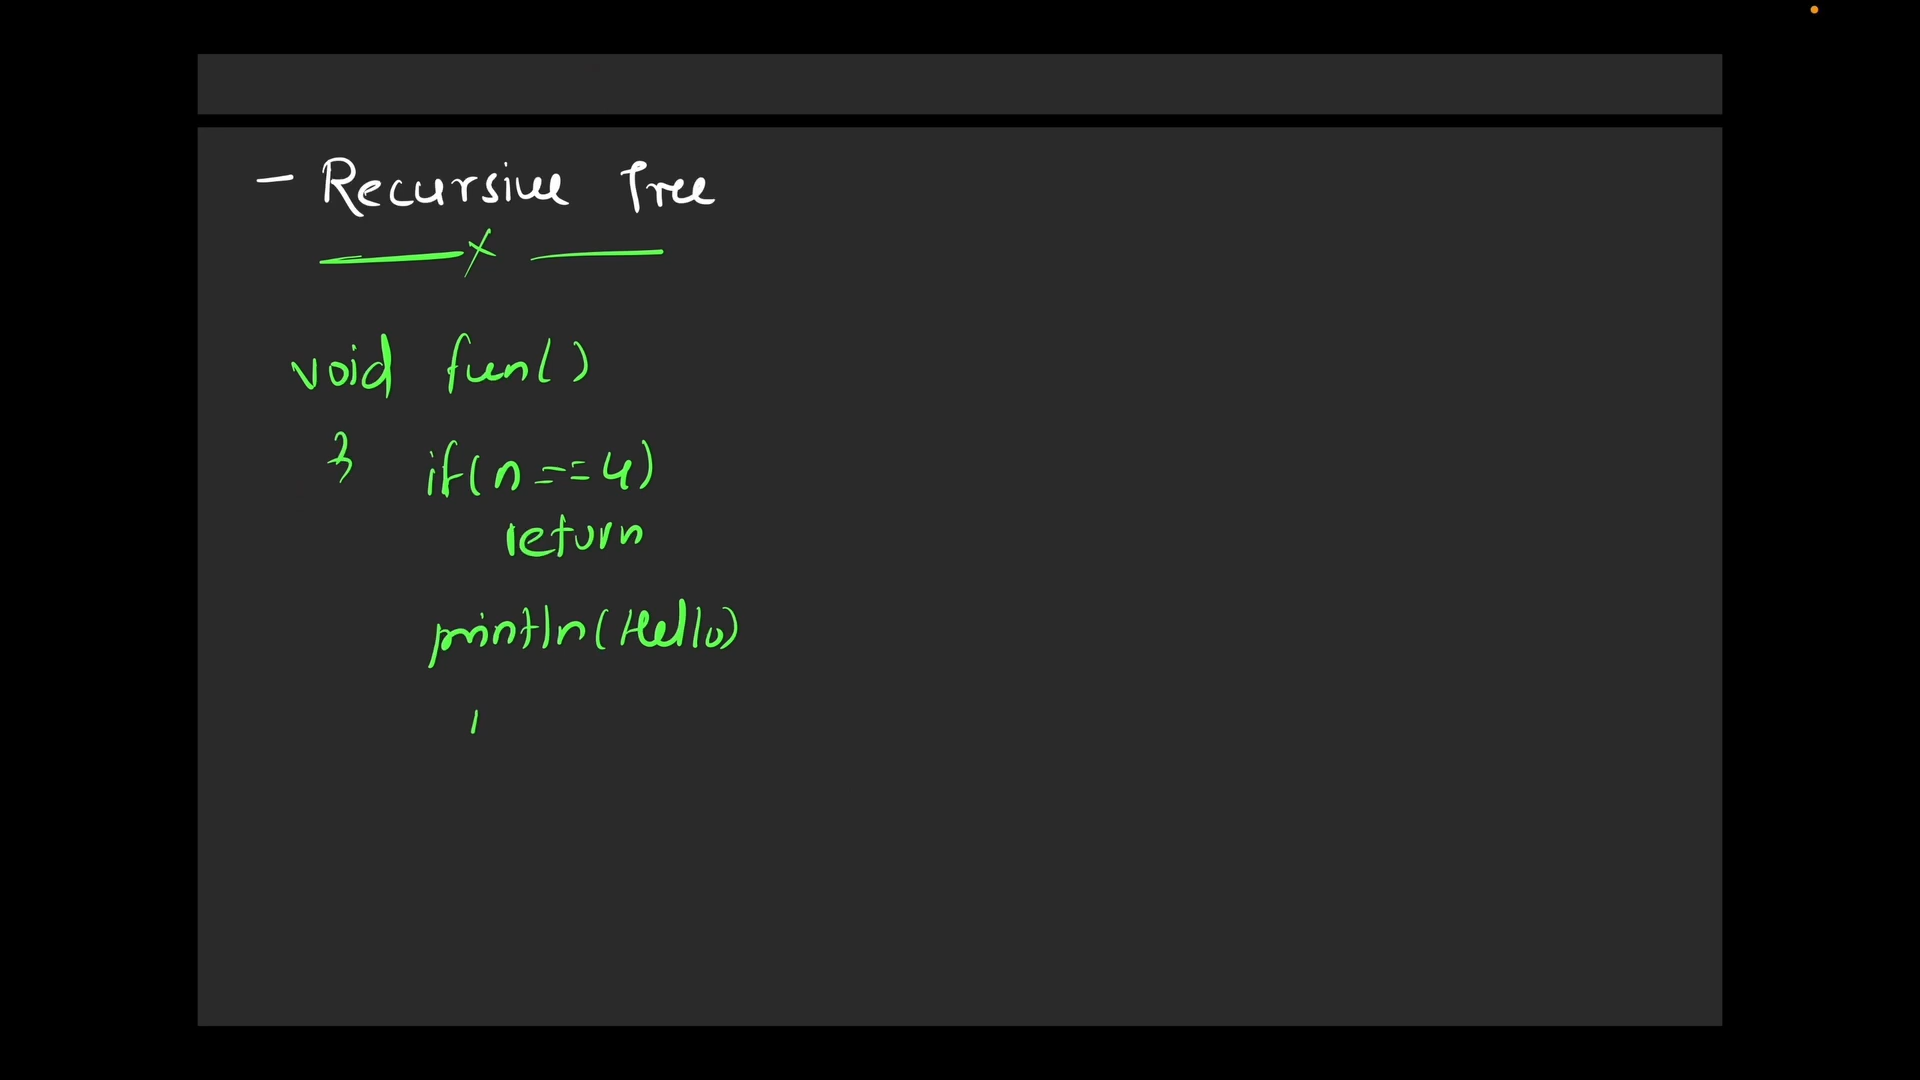 - Recursive Tree
void fun()
{ if(n==4)
return
println(Hello)